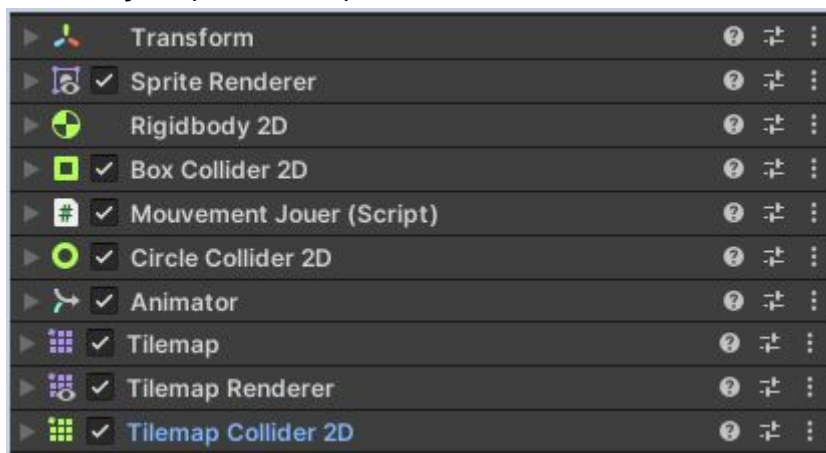 Transform
Sprite Renderer
Rigidbody 2D
Box Collider 2D
# Mouvement Jouer (Script)
Circle Collider 2D
Animator
Tilemap
Tilemap Renderer
Tilemap Collider 2D